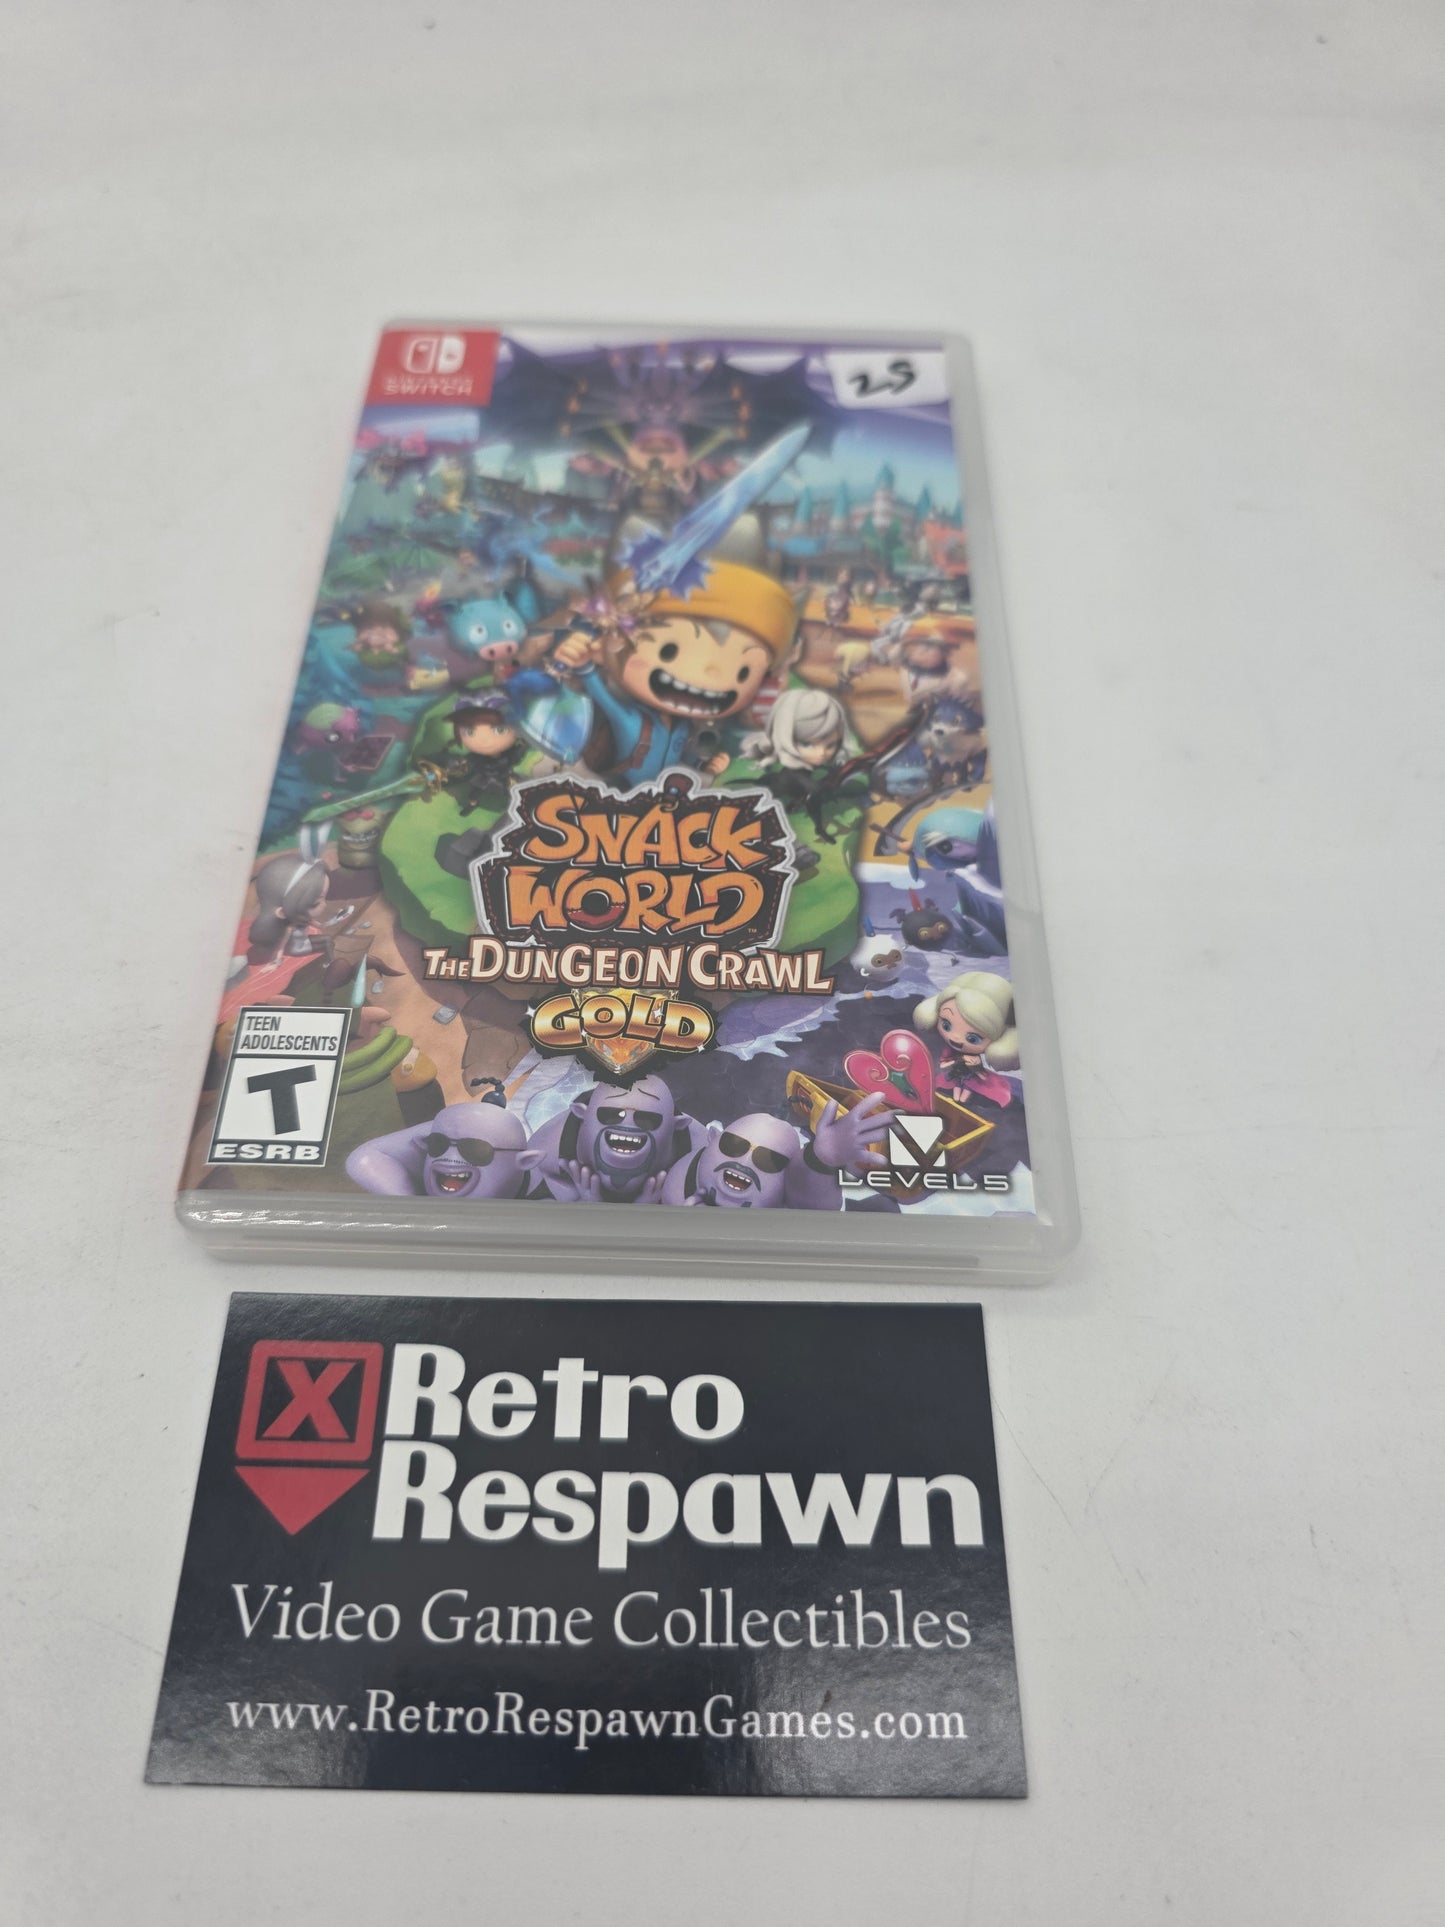 NINTENDO
SWITCH
25
SNACK
WORLD™
THE DUNGEON CRAWL
GOLD
TEEN
ADOLESCENTS
T
ESRB
LEVEL5
X Retro
Respawn
Video Game Collectibles
www.RetroRespawnGames.com